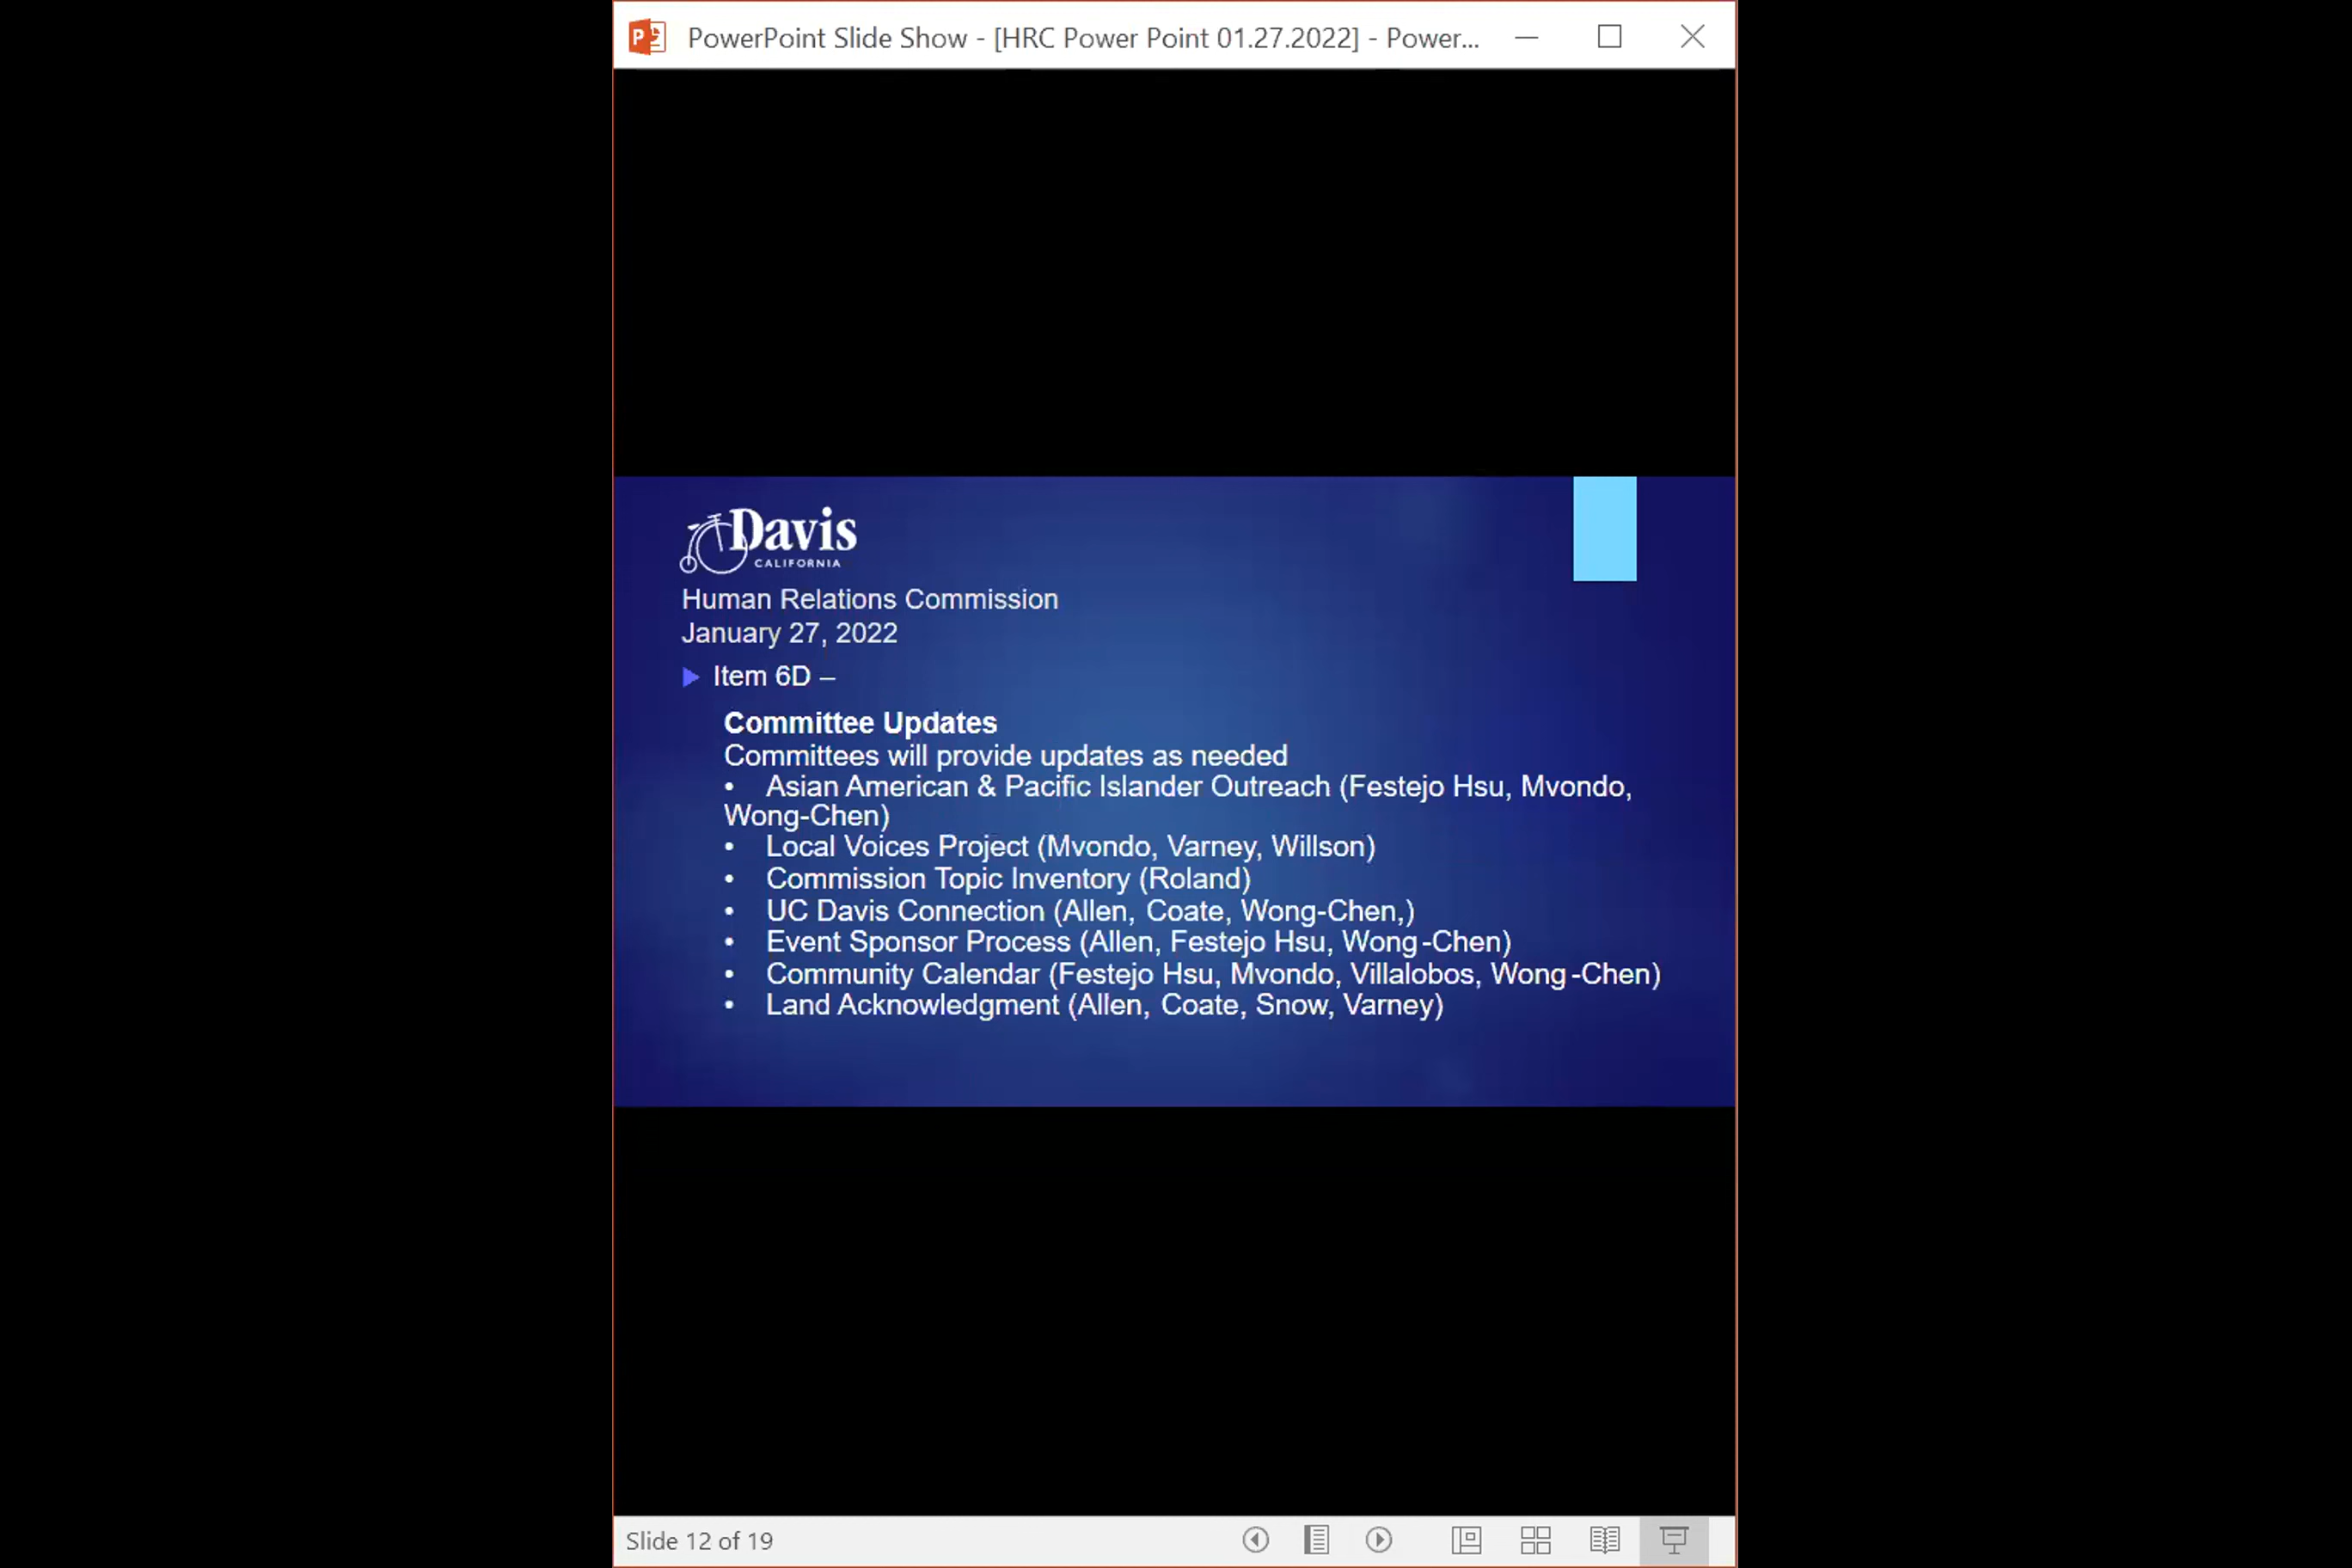 PowerPoint Slide Show - [HRC Power Point 01.27.2022] - Power...
Davis
CALIFORNIA
Human Relations Commission
January 27, 2022
Item 6D –
Committee Updates
Committees will provide updates as needed
• Asian American & Pacific Islander Outreach (Festejo Hsu, Mvondo,
Wong-Chen)
• Local Voices Project (Mvondo, Varney, Willson)
• Commission Topic Inventory (Roland)
• UC Davis Connection (Allen, Coate, Wong-Chen,)
• Event Sponsor Process (Allen, Festejo Hsu, Wong-Chen)
• Community Calendar (Festejo Hsu, Mvondo, Villalobos, Wong-Chen)
• Land Acknowledgment (Allen, Coate, Snow, Varney)
Slide 12 of 19